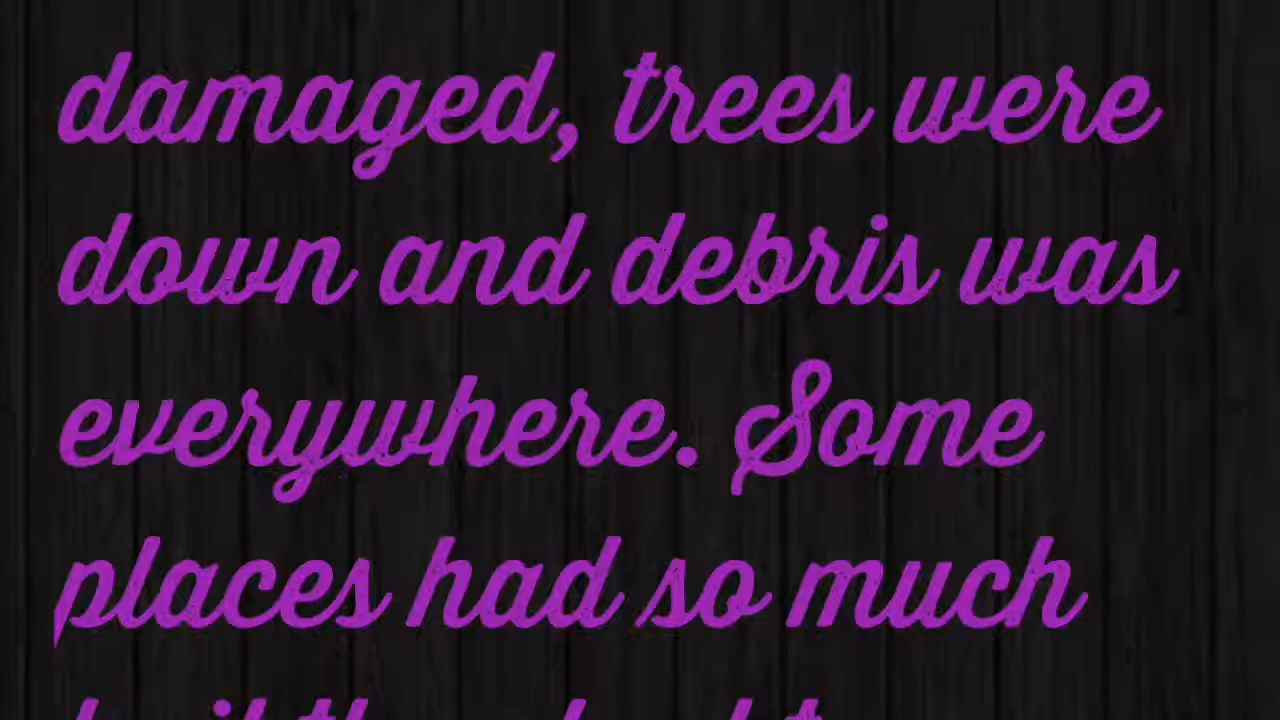 damaged, trees were
down and debris was
everywhere. Some
places had so much